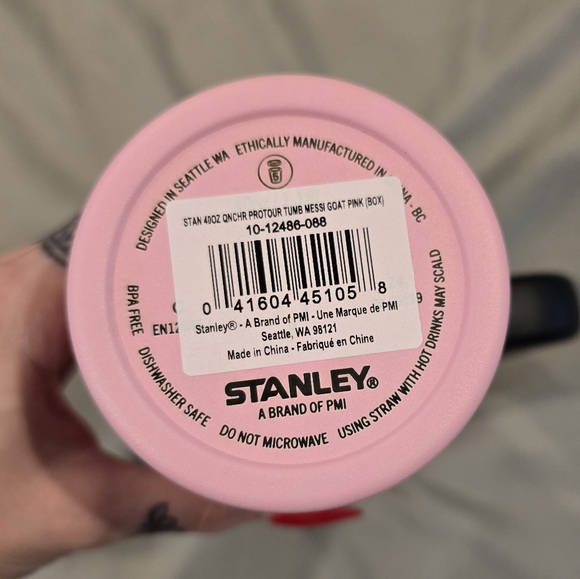 DESIGNED IN SEATTLE WA ETHICALLY MANUFACTURED IN
- BC
STAN 40OZ QNCHR PROTOUR TUMB MESSI GOAT PINK (BOX)
10-12486-088
0 41604 45105 8
Stanley® - A Brand of PMI - Une Marque de PMI
Seattle, WA 98121
Made in China - Fabriqué en Chine
STANLEY®
A BRAND OF PMI
BPA FREE DISHWASHER SAFE DO NOT MICROWAVE USING STRAW WITH HOT DRINKS MAY SCALD